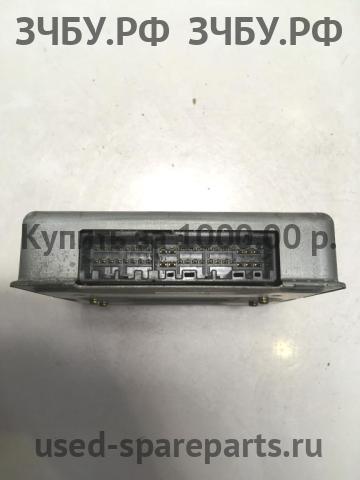 ЗЧБУ.РФ ЗЧБУ.РФ
Купить за 1000.00 р.
used-spareparts.ru